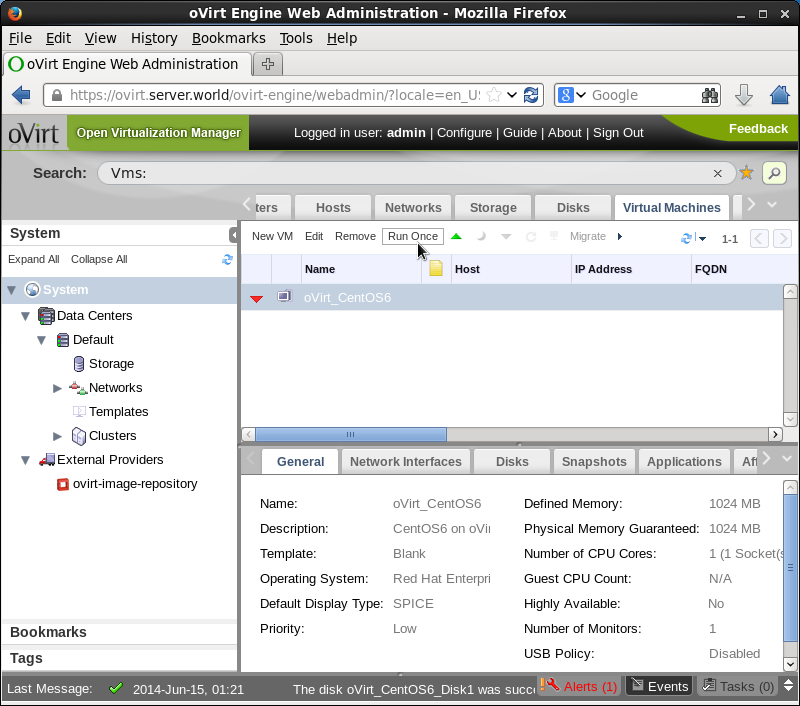 oVirt Engine Web Administration - Mozilla Firefox
File Edit View History Bookmarks Tools Help
oVirt Engine Web Administration
https://ovirt.server.world/ovirt-engine/webadmin/?locale=en_US
Google
oVirt Open Virtualization Manager Logged in user: admin | Configure | Guide | About | Sign Out Feedback
Search: Vms:
ters Hosts Networks Storage Disks Virtual Machines
System
Expand All Collapse All
New VM Edit Remove Run Once Migrate 1-1
Name Host IP Address FQDN
oVirt_CentOS6
System
Data Centers
Default
Storage
Networks
Templates
Clusters
External Providers
ovirt-image-repository
Bookmarks
Tags
General Network Interfaces Disks Snapshots Applications Aff
Name: oVirt_CentOS6 Defined Memory: 1024 MB
Description: CentOS6 on oVir Physical Memory Guaranteed: 1024 MB
Template: Blank Number of CPU Cores: 1 (1 Socket(s
Operating System: Red Hat Enterpri Guest CPU Count: N/A
Default Display Type: SPICE Highly Available: No
Priority: Low Number of Monitors: 1
USB Policy: Disabled
Last Message: 2014-Jun-15, 01:21 The disk oVirt_CentOS6_Disk1 was succ Alerts (1) Events Tasks (0)